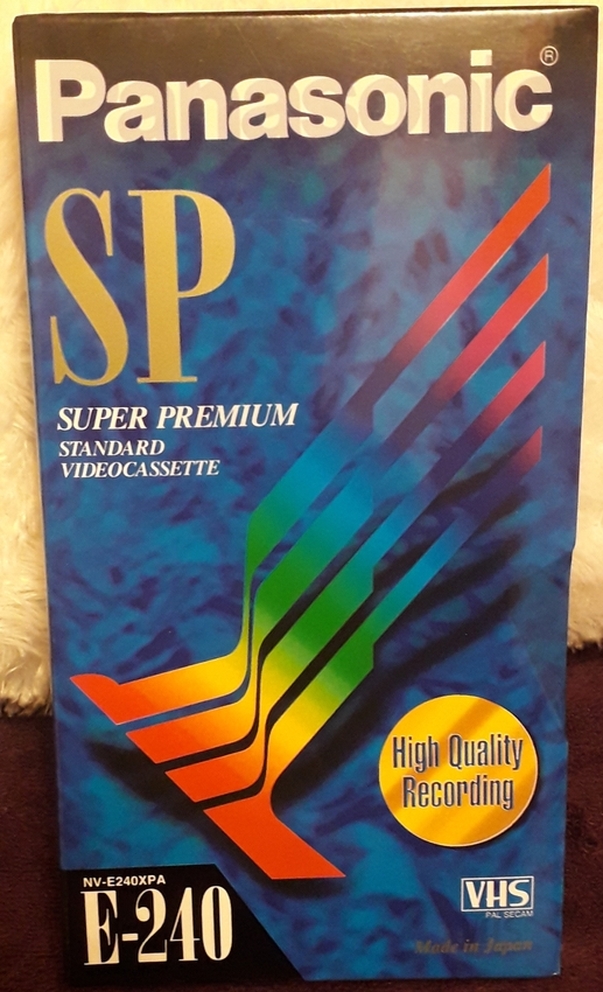 Panasonic®
SP
SUPER PREMIUM
STANDARD
VIDEOCASSETTE
High Quality
Recording
NV-E240XPA
E-240
VHS
PAL SECAM
Made in Japan